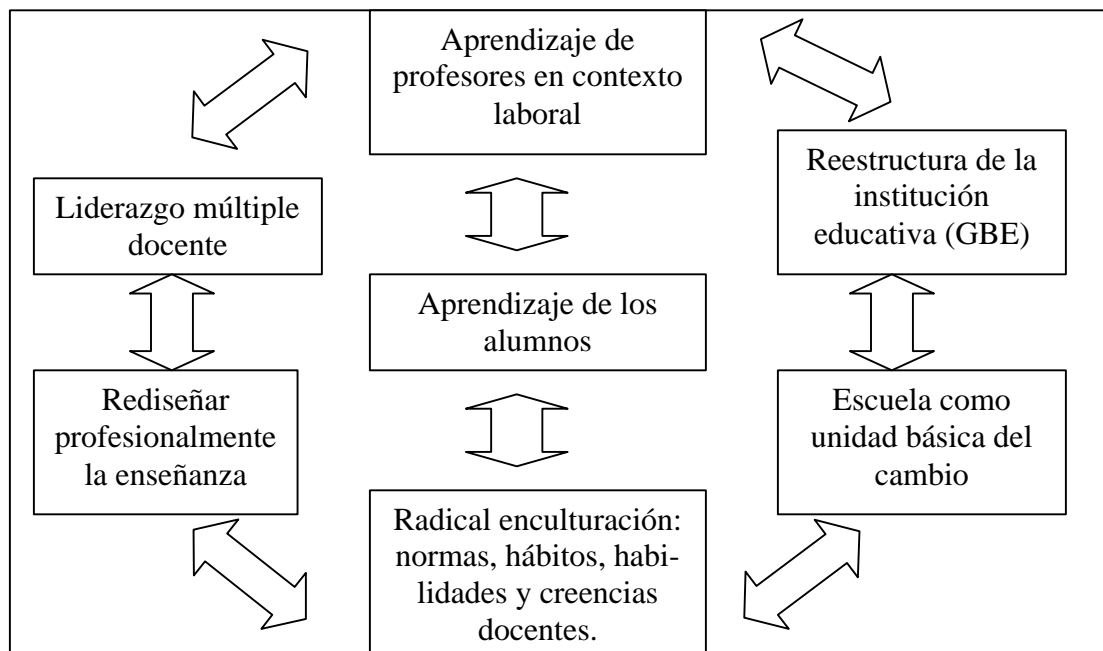 Aprendizaje de
profesores en contexto
laboral
Liderazgo múltiple
docente
Reestructura de la
institución
educativa (GBE)
Aprendizaje de los
alumnos
Rediseñar
profesionalmente
la enseñanza
Escuela como
unidad básica del
cambio
Radical enculturación:
normas, hábitos, habi-
lidades y creencias
docentes.